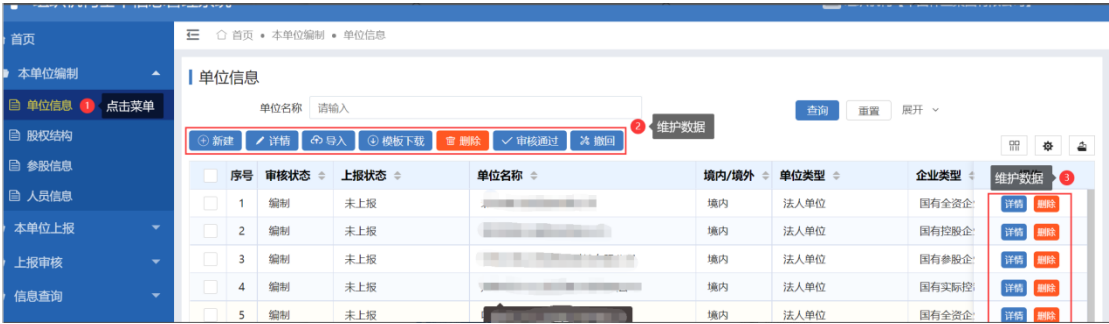 首页
本单位编制
单位信息 1 点击菜单
股权结构
参股信息
人员信息
本单位上报
上报审核
信息查询
首页 • 本单位编制 • 单位信息
单位信息
单位名称 请输入 查询 重置 展开
新建 详情 导入 模板下载 删除 审核通过 撤回 2 维护数据
序号 审核状态 上报状态 单位名称 境内/境外 单位类型 企业类型 维护数据 3
1 编制 未上报 境内 法人单位 国有全资企 详情 删除
2 编制 未上报 境内 法人单位 国有控股企 详情 删除
3 编制 未上报 境内 法人单位 国有参股企 详情 删除
4 编制 未上报 境内 法人单位 国有实际控 详情 删除
5 编制 未上报 境内 法人单位 国有全资企 详情 删除